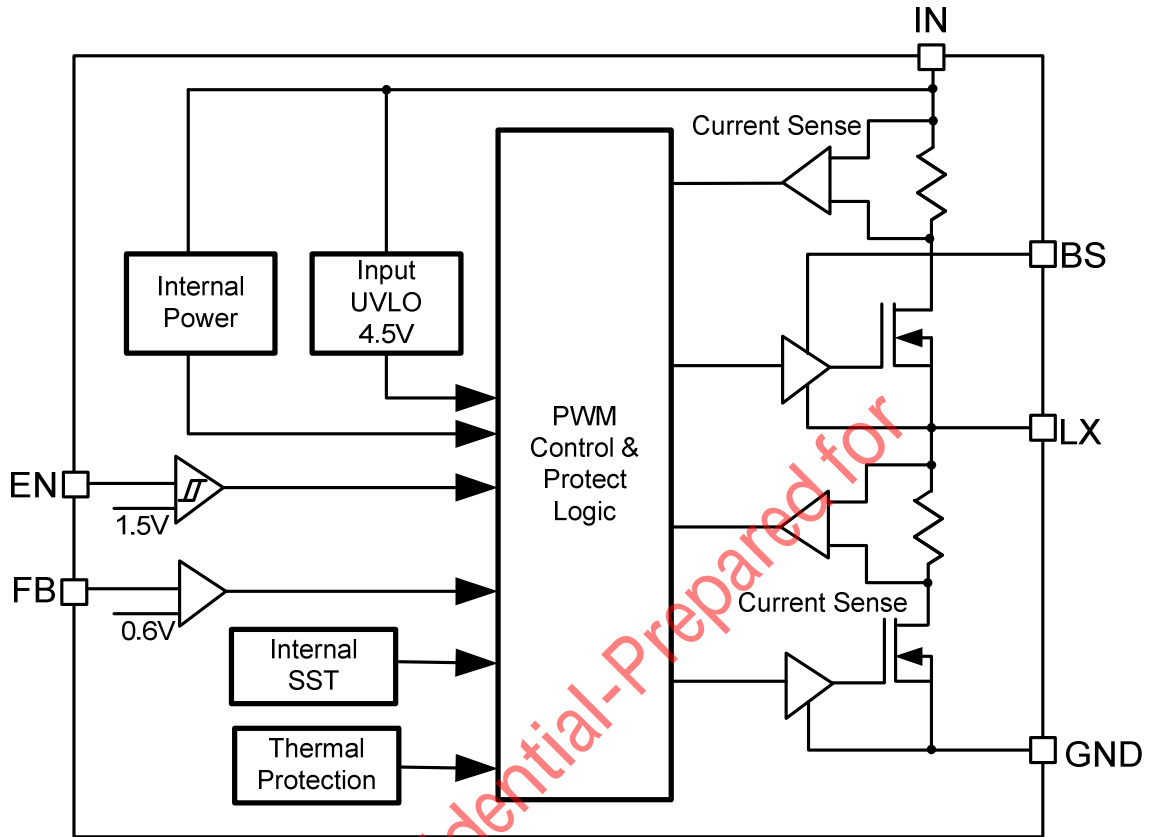 IN
Current Sense
BS
Internal
Power
Input
UVLO
4.5V
PWM
Control &
Protect
Logic
LX
EN
1.5V
FB
0.6V
Current Sense
Internal
SST
Thermal
Protection
GND
dential-Prepared for